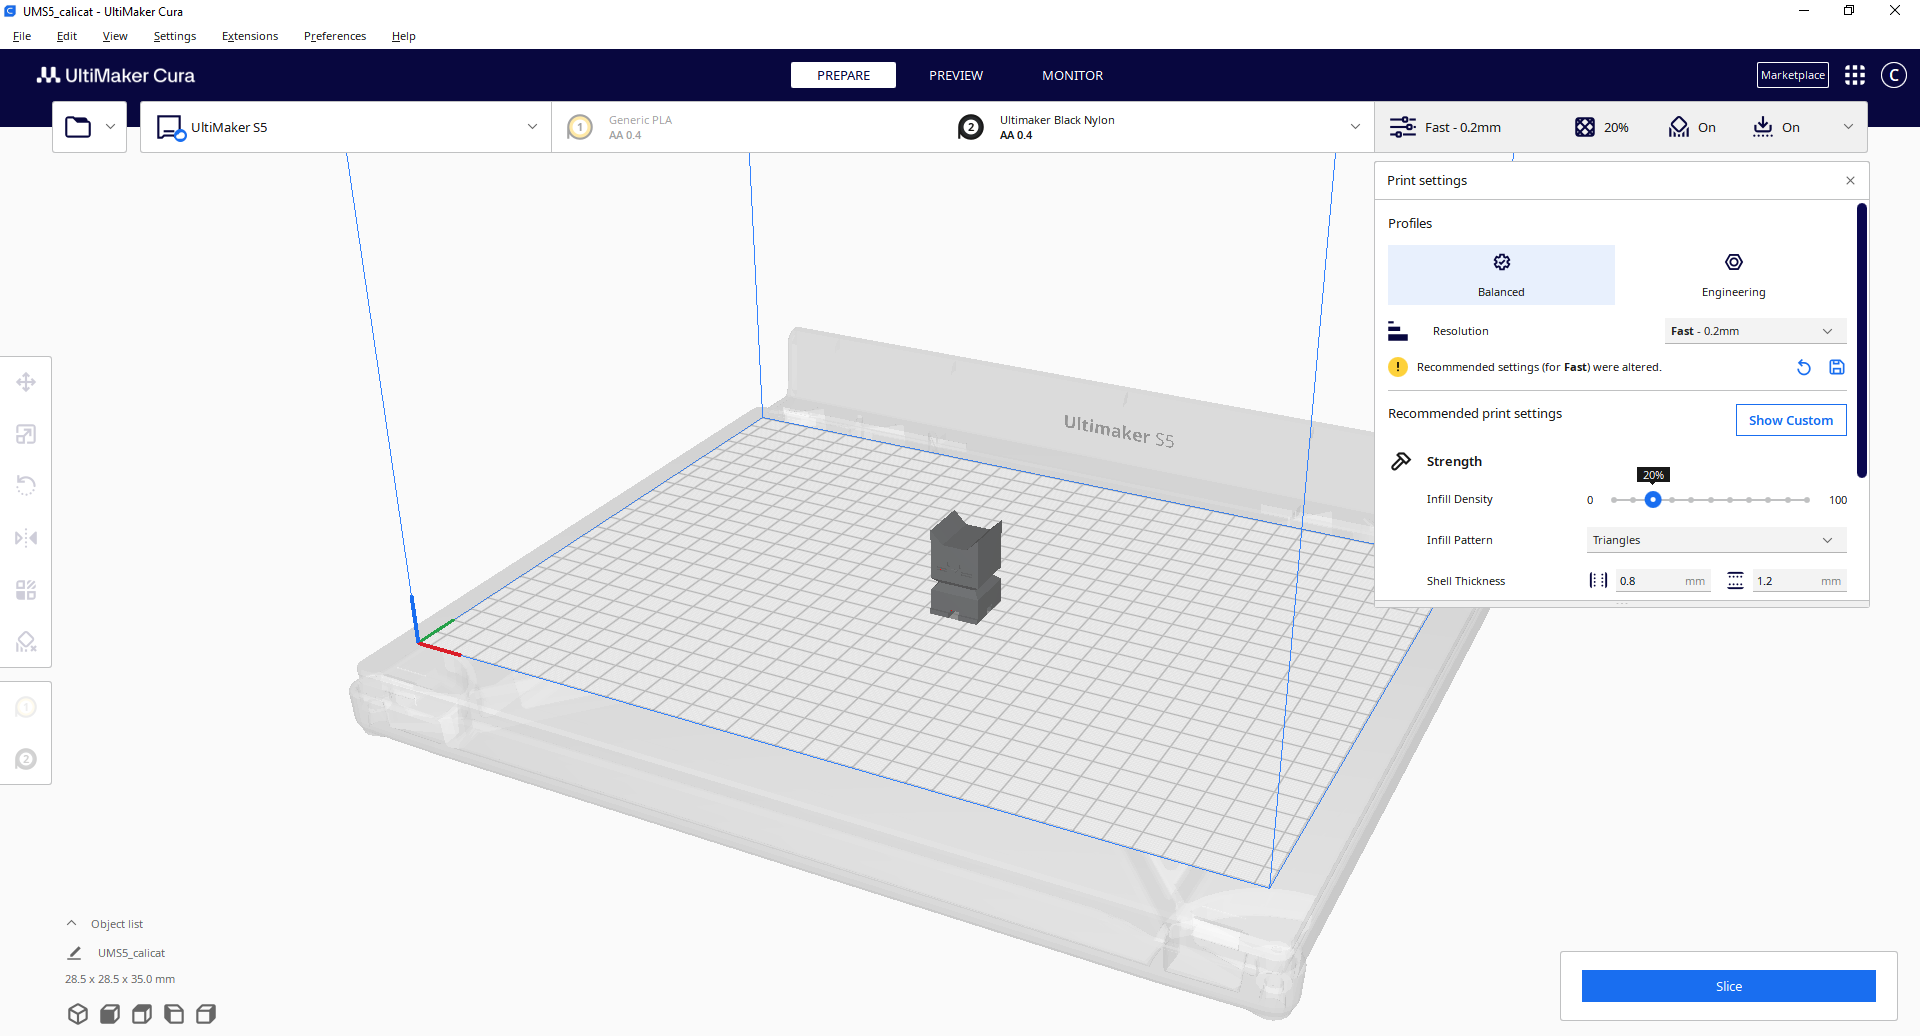 UMS5_calicat - UltiMaker Cura
File Edit View Settings Extensions Preferences Help
UltiMaker Cura
PREPARE PREVIEW MONITOR
Marketplace
C
UltiMaker S5
1
Generic PLA
AA 0.4
2
Ultimaker Black Nylon
AA 0.4
Fast - 0.2mm
20%
On
On
Print settings
Profiles
Balanced
Engineering
Resolution
Fast - 0.2mm
Recommended settings (for Fast) were altered.
Recommended print settings
Show Custom
Strength
20%
Infill Density
0
100
Infill Pattern
Triangles
Shell Thickness
0.8 mm
1.2 mm
Ultimaker S5
1
2
Object list
UMS5_calicat
28.5 x 28.5 x 35.0 mm
Slice